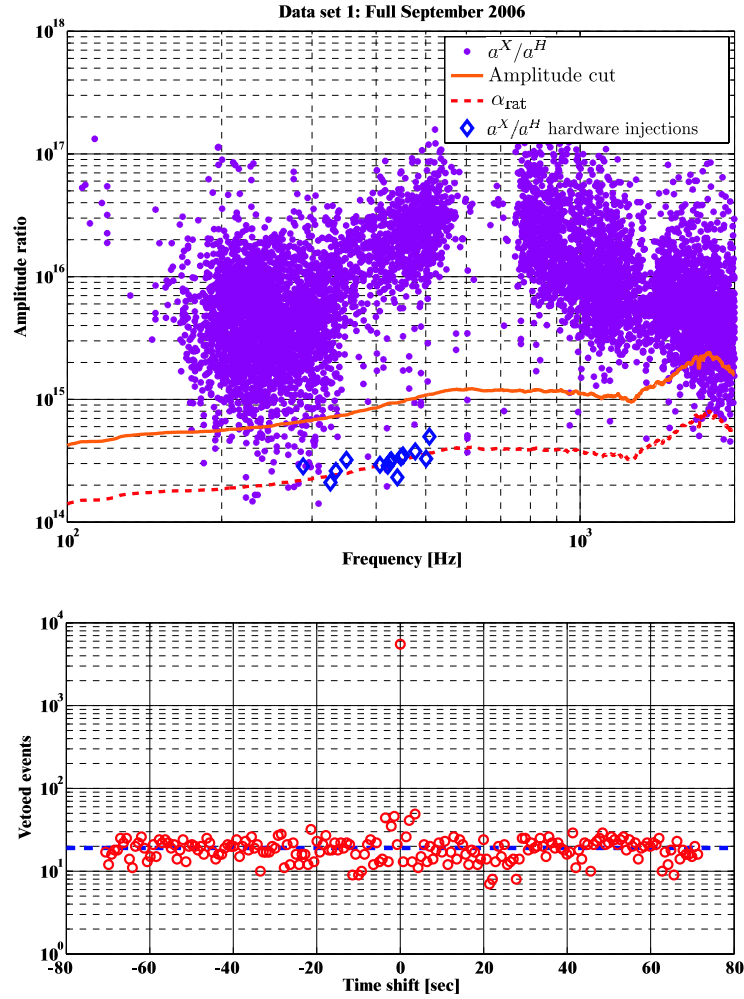 Data set 1: Full September 2006
10^18
10^17
10^16
10^15
10^14
Amplitude ratio
a^X/a^H
Amplitude cut
α_rat
a^X/a^H hardware injections
10^2
10^3
Frequency [Hz]
10^4
10^3
10^2
10^1
10^0
Vetoed events
-80 -60 -40 -20 0 20 40 60 80
Time shift [sec]